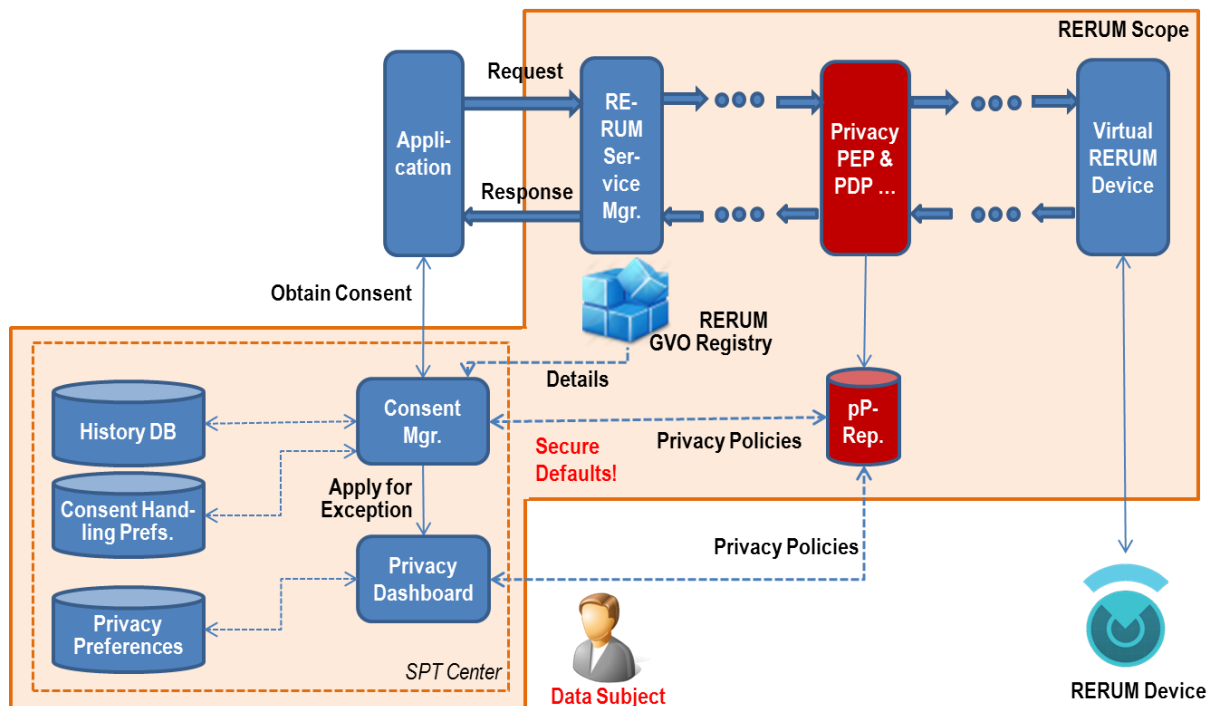 RERUM Scope
Request
Appli-
cation
RE-
RUM
Ser-
vice
Mgr.
Privacy
PEP &
PDP ...
Virtual
RERUM
Device
Response
Obtain Consent
RERUM
GVO Registry
Details
History DB
Consent
Mgr.
Secure
Defaults!
Privacy Policies
pP-
Rep.
Consent Hand-
ling Prefs.
Apply for
Exception
Privacy Policies
Privacy
Dashboard
Privacy
Preferences
SPT Center
Data Subject
RERUM Device